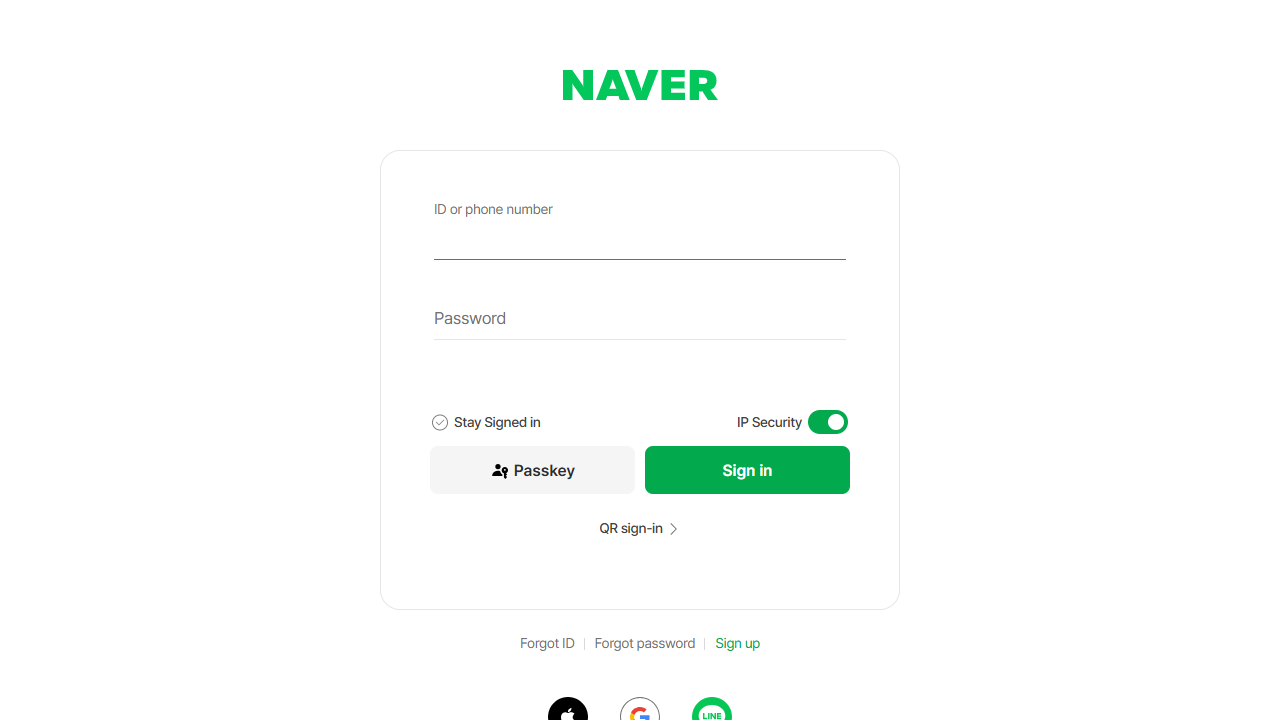 NAVER
ID or phone number
Password
Stay Signed in
IP Security
Passkey
Sign in
QR sign-in
Forgot ID
Forgot password
Sign up
LINE